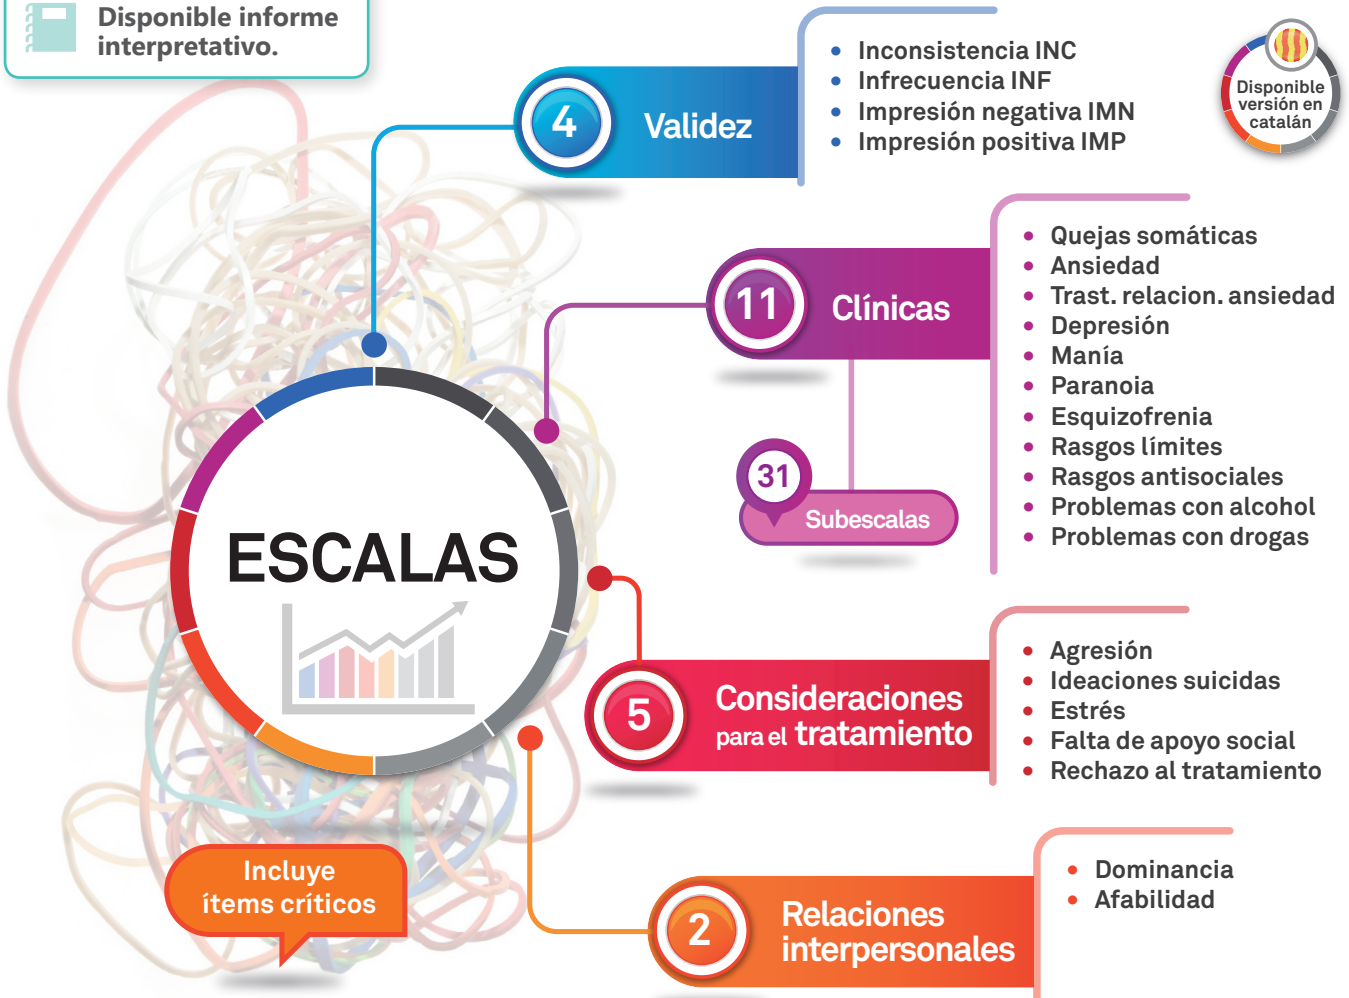 Disponible informe
interpretativo.
4
Validez
• Inconsistencia INC
• Infrecuencia INF
• Impresión negativa IMN
• Impresión positiva IMP
Disponible
versión en
catalán
11
Clínicas
• Quejas somáticas
• Ansiedad
• Trast. relacion. ansiedad
• Depresión
• Manía
• Paranoia
• Esquizofrenia
• Rasgos límites
• Rasgos antisociales
• Problemas con alcohol
• Problemas con drogas
31
Subescalas
ESCALAS
5
Consideraciones
para el tratamiento
• Agresión
• Ideaciones suicidas
• Estrés
• Falta de apoyo social
• Rechazo al tratamiento
Incluye
ítems críticos
2
Relaciones
interpersonales
• Dominancia
• Afabilidad